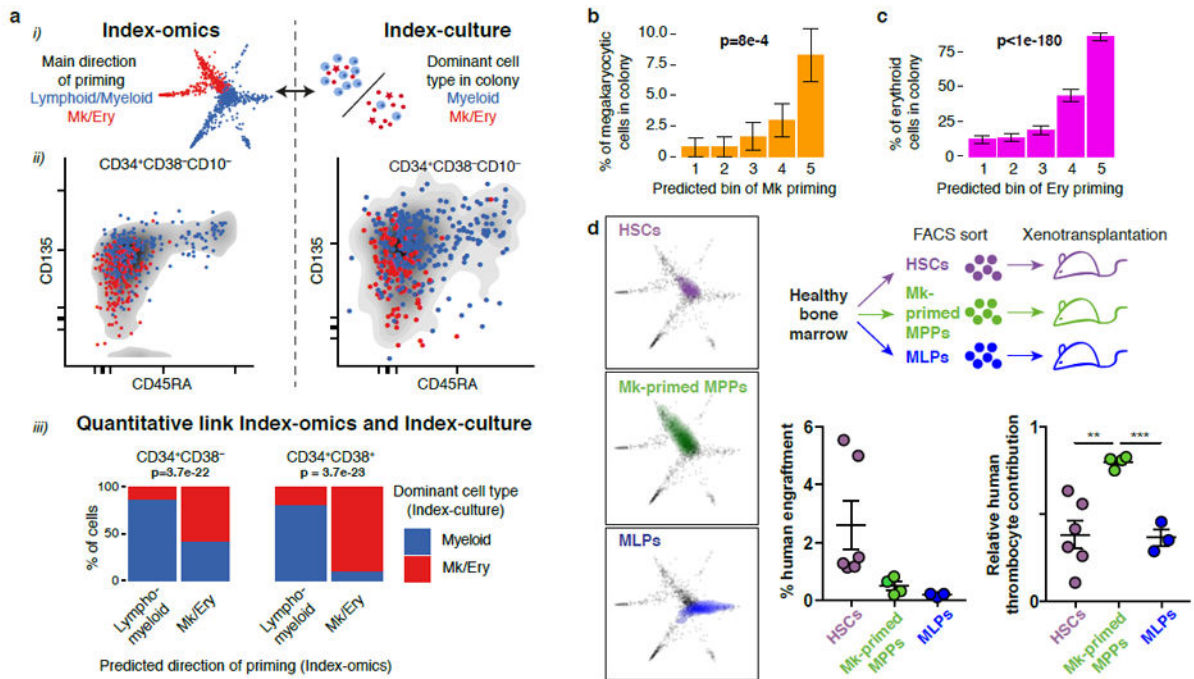 a
Index-omics
Index-culture
i)
Main direction
of priming
Lymphoid/Myeloid
Mk/Ery
Dominant cell
type in colony
Myeloid
Mk/Ery
ii)
CD34⁺CD38⁻CD10⁻
CD135
CD45RA
CD34⁺CD38⁻CD10⁻
CD135
CD45RA
iii)
Quantitative link Index-omics and Index-culture
CD34⁺CD38⁻
p=3.7e-22
CD34⁺CD38⁺
p = 3.7e-23
% of cells
100
50
0
Lympho-
myeloid
Mk/Ery
Lympho-
myeloid
Mk/Ery
Dominant cell type
(Index-culture)
Myeloid
Mk/Ery
Predicted direction of priming (Index-omics)
b
% of megakaryocytic
cells in colony
10.0
7.5
5.0
2.5
0
p=8e-4
1 2 3 4 5
Predicted bin of Mk priming
c
% of erythroid
cells in colony
75
50
25
0
p<1e-180
1 2 3 4 5
Predicted bin of Ery priming
d
HSCs
Mk-primed MPPs
MLPs
FACS sort
Xenotransplantation
Healthy
bone
marrow
HSCs
Mk-
primed
MPPs
MLPs
% human engraftment
6
4
2
0
HSCs
Mk-primed
MPPs
MLPs
Relative human
thrombocyte contribution
1
0
** ***
HSCs
Mk-primed
MPPs
MLPs